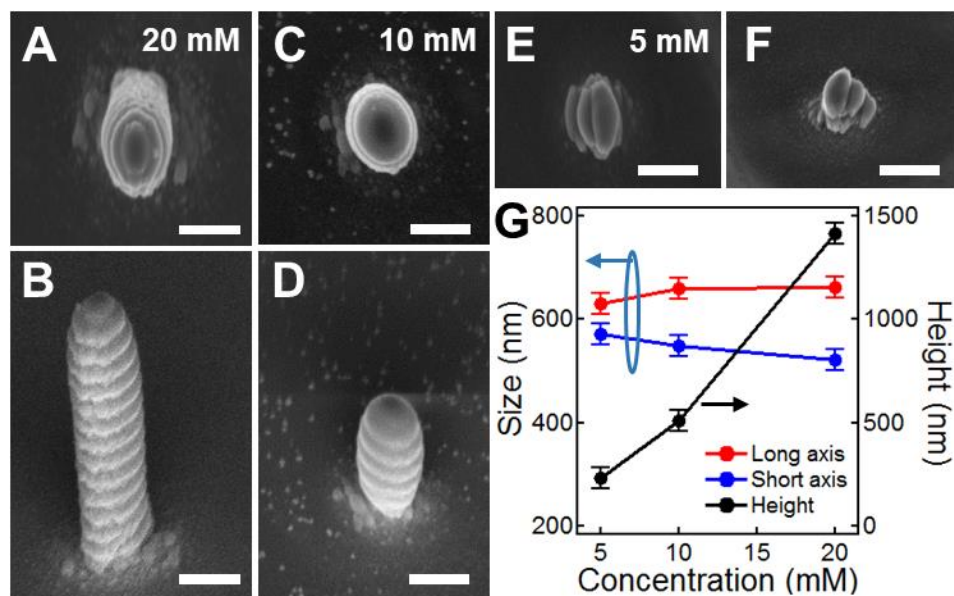 A
20 mM
B
C
10 mM
D
E
5 mM
F
G
800
600
400
200
Size (nm)
1500
1000
500
0
Height (nm)
Long axis
Short axis
Height
5
10
15
20
Concentration (mM)